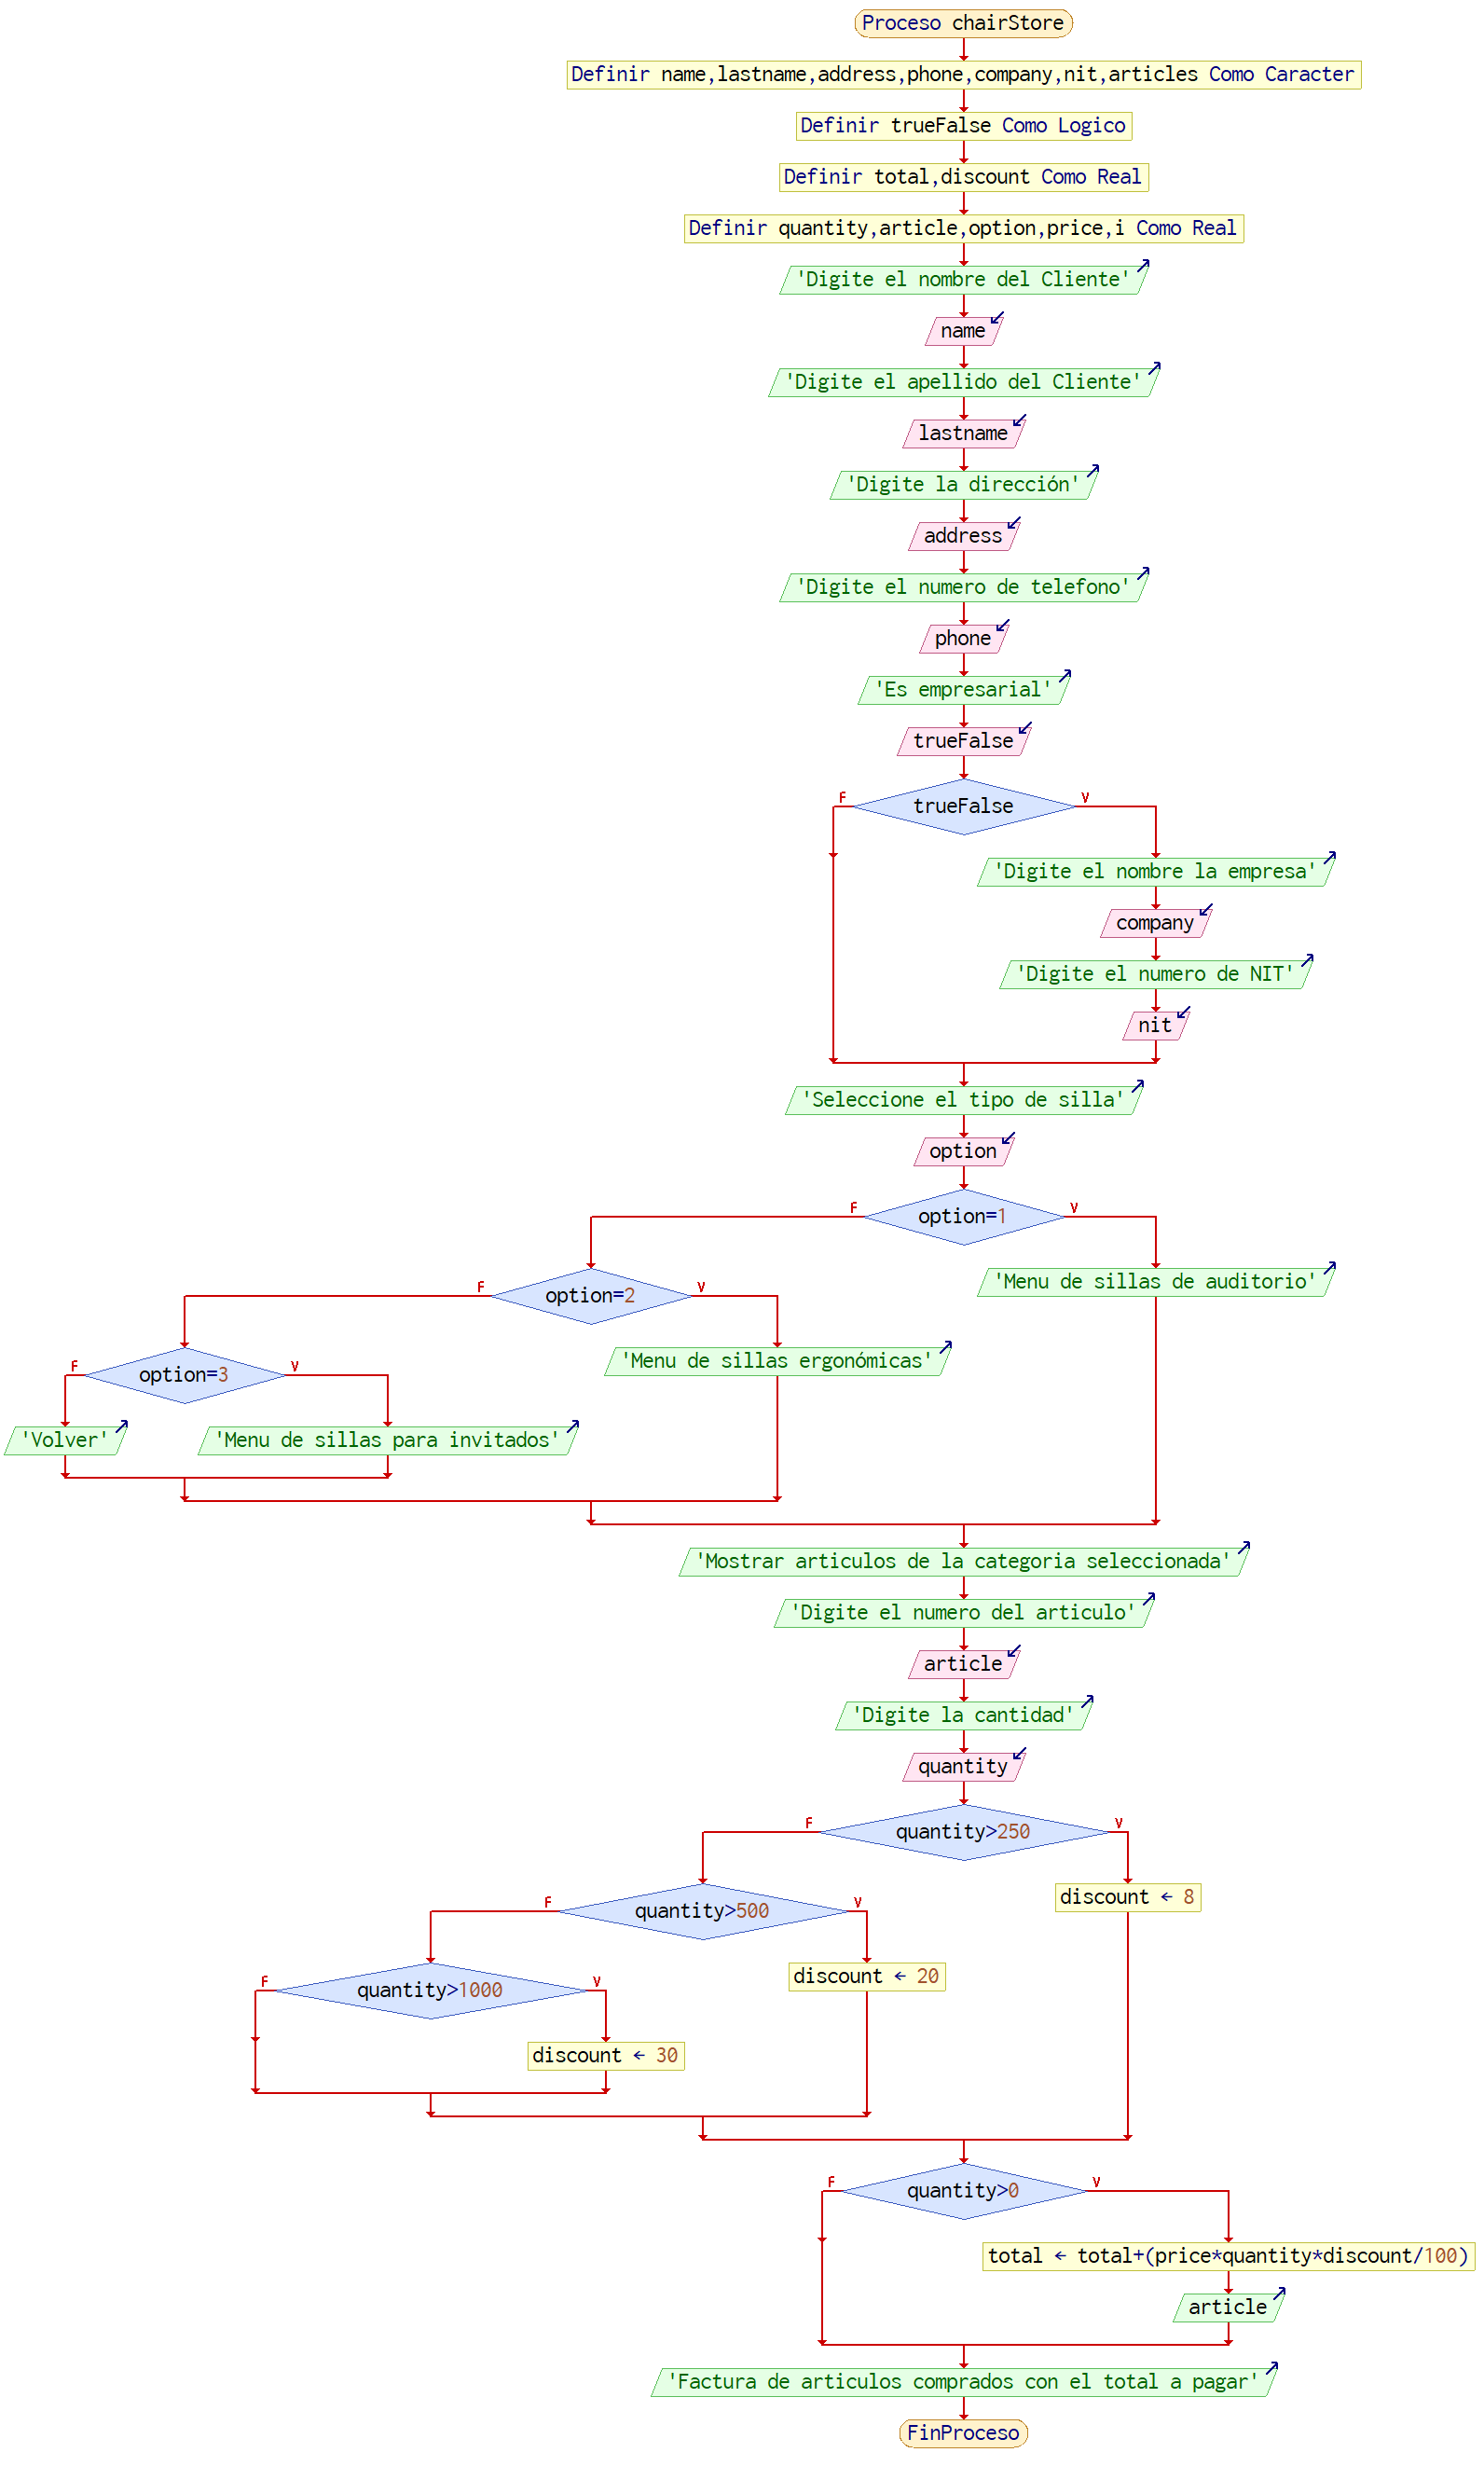 Proceso chairStore
Definir name,lastname,address,phone,company,nit,articles Como Caracter
Definir trueFalse Como Logico
Definir total,discount Como Real
Definir quantity,article,option,price,i Como Real
'Digite el nombre del Cliente'
name
'Digite el apellido del Cliente'
lastname
'Digite la dirección'
address
'Digite el numero de telefono'
phone
'Es empresarial'
trueFalse
F
trueFalse
V
'Digite el nombre la empresa'
company
'Digite el numero de NIT'
nit
'Seleccione el tipo de silla'
option
F
option=1
V
F
option=2
V
'Menu de sillas de auditorio'
F
option=3
V
'Menu de sillas ergonómicas'
'Volver'
'Menu de sillas para invitados'
'Mostrar articulos de la categoria seleccionada'
'Digite el numero del articulo'
article
'Digite la cantidad'
quantity
F
quantity>250
V
F
quantity>500
V
discount ← 8
F
quantity>1000
V
discount ← 20
discount ← 30
F
quantity>0
V
total ← total+(price*quantity*discount/100)
article
'Factura de articulos comprados con el total a pagar'
FinProceso